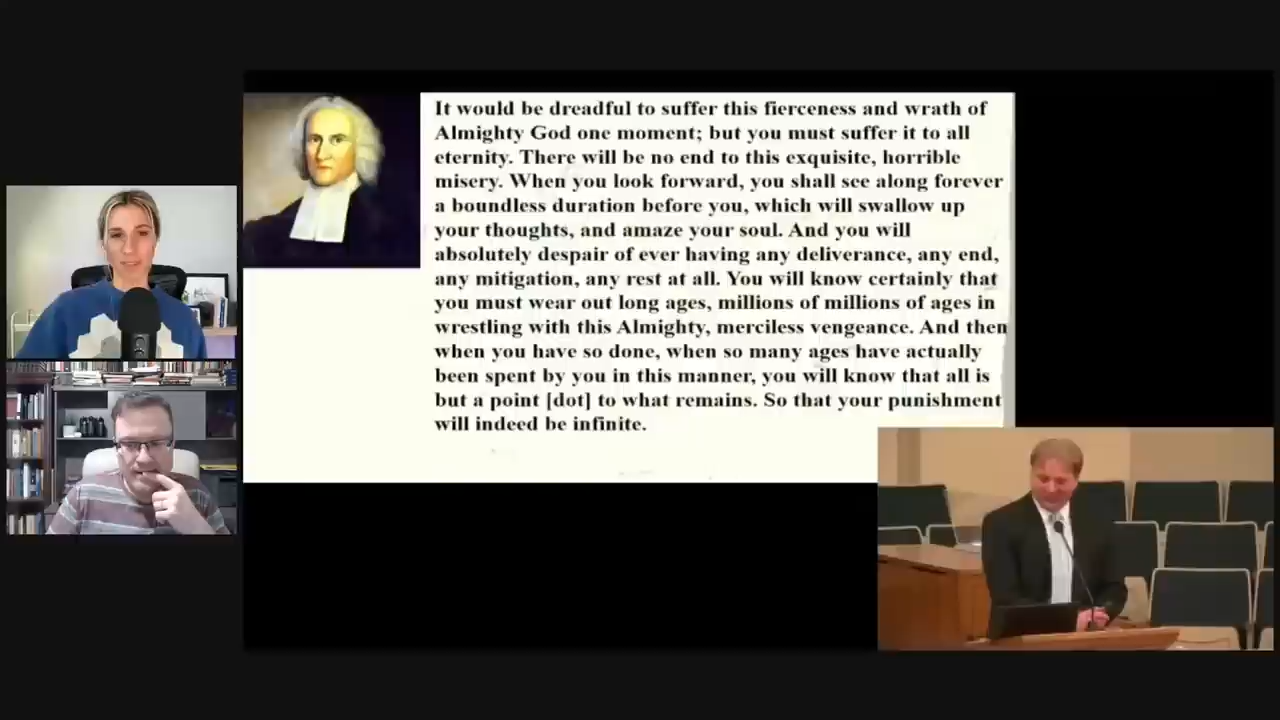 It would be dreadful to suffer this fierceness and wrath of
Almighty God one moment; but you must suffer it to all
eternity. There will be no end to this exquisite, horrible
misery. When you look forward, you shall see along forever
a boundless duration before you, which will swallow up
your thoughts, and amaze your soul. And you will
absolutely despair of ever having any deliverance, any end,
any mitigation, any rest at all. You will know certainly that
you must wear out long ages, millions of millions of ages in
wrestling with this Almighty, merciless vengeance. And then
when you have so done, when so many ages have actually
been spent by you in this manner, you will know that all is
but a point [dot] to what remains. So that your punishment
will indeed be infinite.